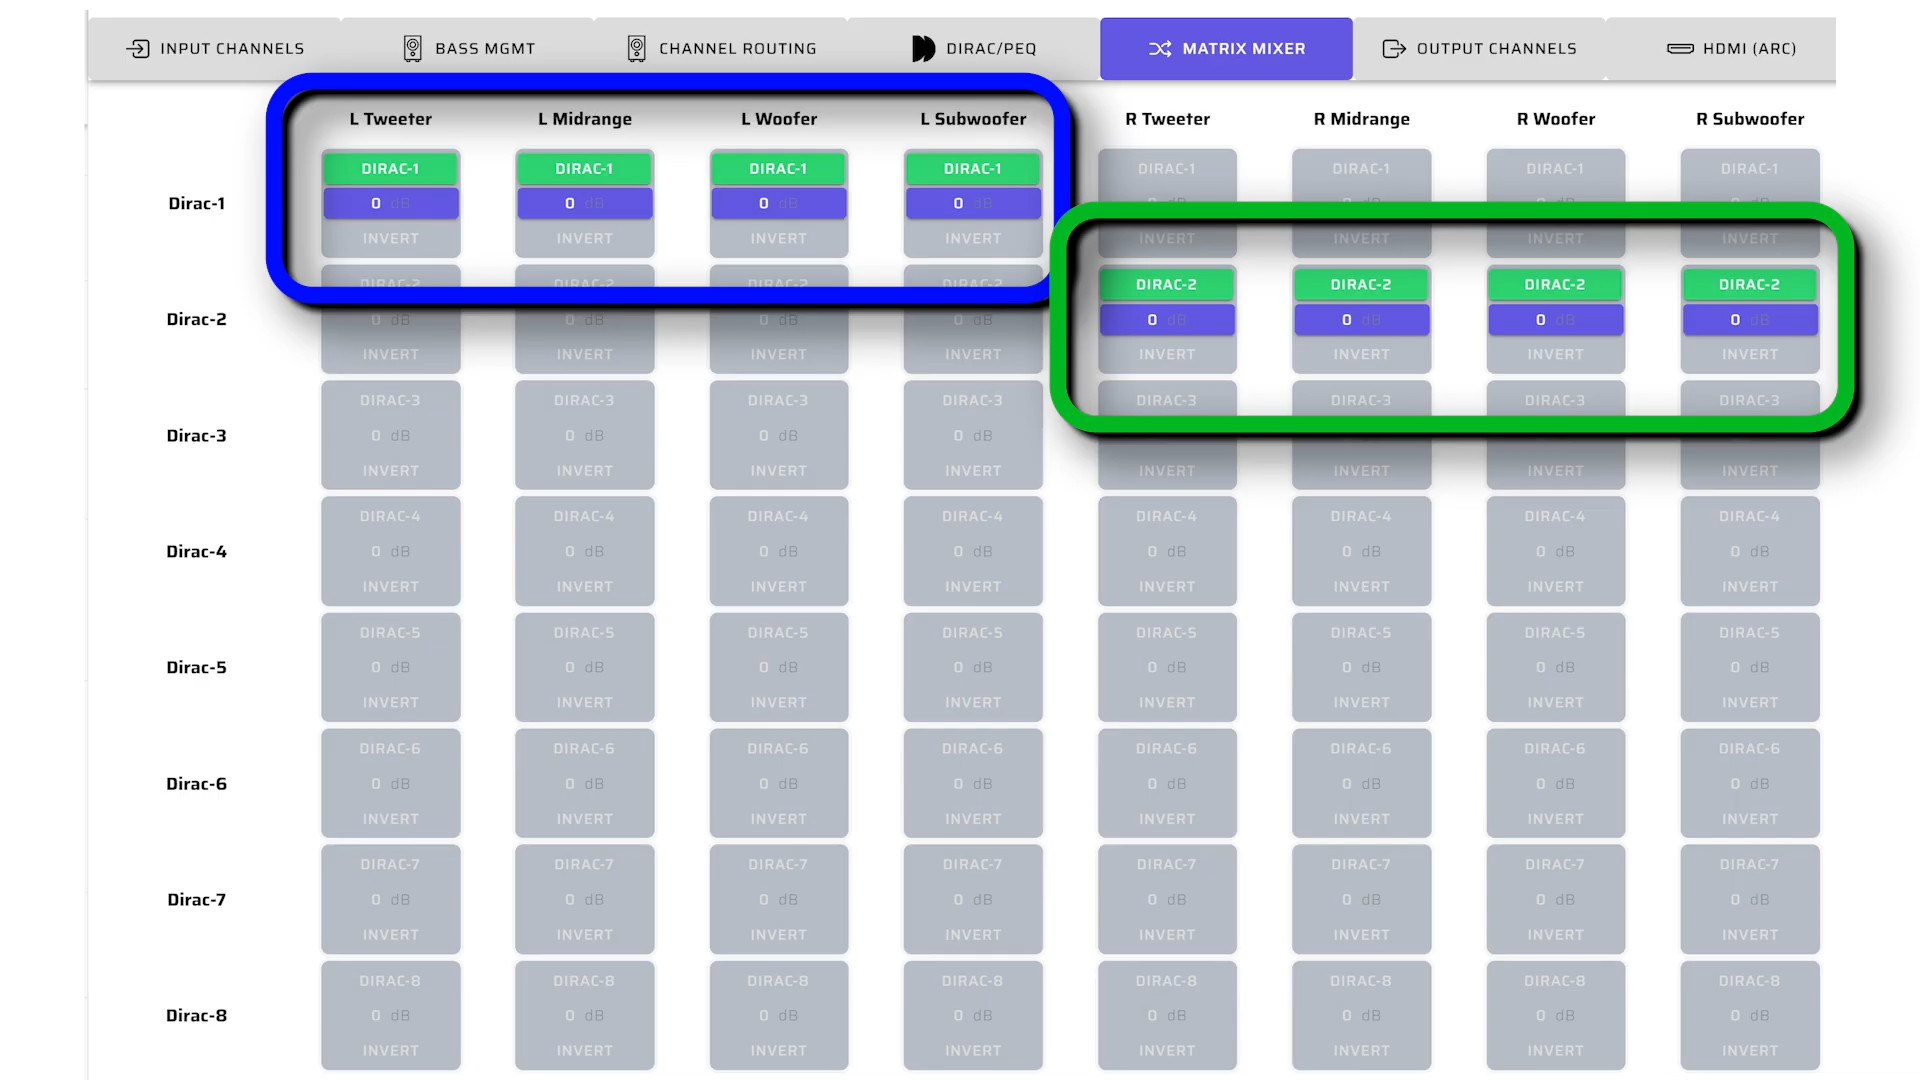 INPUT CHANNELS BASS MGMT CHANNEL ROUTING DIRAC/PEQ MATRIX MIXER OUTPUT CHANNELS HDMI (ARC)
L Tweeter L Midrange L Woofer L Subwoofer R Tweeter R Midrange R Woofer R Subwoofer
DIRAC-1 DIRAC-1 DIRAC-1 DIRAC-1 DIRAC-1 DIRAC-1 DIRAC-1 DIRAC-1
Dirac-1 0 dB 0 dB 0 dB 0 dB 0 dB 0 dB 0 dB 0 dB
INVERT INVERT INVERT INVERT INVERT INVERT INVERT INVERT
DIRAC-2 DIRAC-2 DIRAC-2 DIRAC-2 DIRAC-2 DIRAC-2 DIRAC-2 DIRAC-2
Dirac-2 0 dB 0 dB 0 dB 0 dB 0 dB 0 dB 0 dB 0 dB
INVERT INVERT INVERT INVERT INVERT INVERT INVERT INVERT
DIRAC-3 DIRAC-3 DIRAC-3 DIRAC-3 DIRAC-3 DIRAC-3 DIRAC-3 DIRAC-3
Dirac-3 0 dB 0 dB 0 dB 0 dB
INVERT INVERT INVERT INVERT INVERT INVERT INVERT INVERT
DIRAC-4 DIRAC-4 DIRAC-4 DIRAC-4 DIRAC-4 DIRAC-4 DIRAC-4 DIRAC-4
Dirac-4 0 dB 0 dB 0 dB 0 dB 0 dB 0 dB 0 dB 0 dB
INVERT INVERT INVERT INVERT INVERT INVERT INVERT INVERT
DIRAC-5 DIRAC-5 DIRAC-5 DIRAC-5 DIRAC-5 DIRAC-5 DIRAC-5 DIRAC-5
Dirac-5 0 dB 0 dB 0 dB 0 dB 0 dB 0 dB 0 dB 0 dB
INVERT INVERT INVERT INVERT INVERT INVERT INVERT INVERT
DIRAC-6 DIRAC-6 DIRAC-6 DIRAC-6 DIRAC-6 DIRAC-6 DIRAC-6 DIRAC-6
Dirac-6 0 dB 0 dB 0 dB 0 dB 0 dB 0 dB 0 dB 0 dB
INVERT INVERT INVERT INVERT INVERT INVERT INVERT INVERT
DIRAC-7 DIRAC-7 DIRAC-7 DIRAC-7 DIRAC-7 DIRAC-7 DIRAC-7 DIRAC-7
Dirac-7 0 dB 0 dB 0 dB 0 dB 0 dB 0 dB 0 dB 0 dB
INVERT INVERT INVERT INVERT INVERT INVERT INVERT INVERT
DIRAC-8 DIRAC-8 DIRAC-8 DIRAC-8 DIRAC-8 DIRAC-8 DIRAC-8 DIRAC-8
Dirac-8 0 dB 0 dB 0 dB 0 dB 0 dB 0 dB 0 dB 0 dB
INVERT INVERT INVERT INVERT INVERT INVERT INVERT INVERT